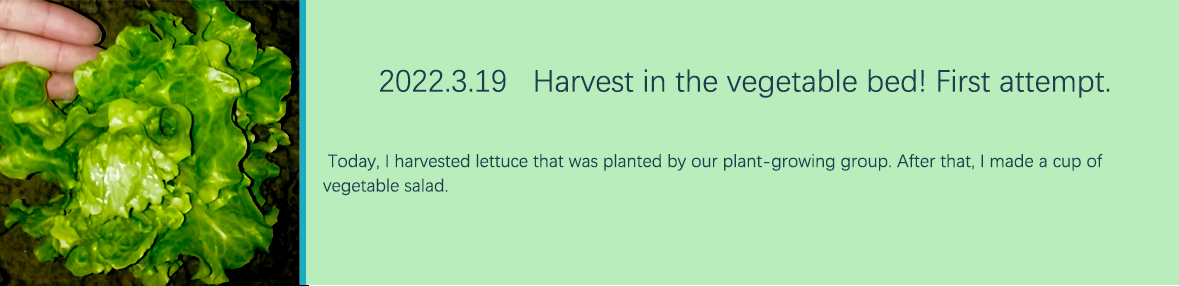 2022.3.19 Harvest in the vegetable bed! First attempt.
Today, I harvested lettuce that was planted by our plant-growing group. After that, I made a cup of
vegetable salad.